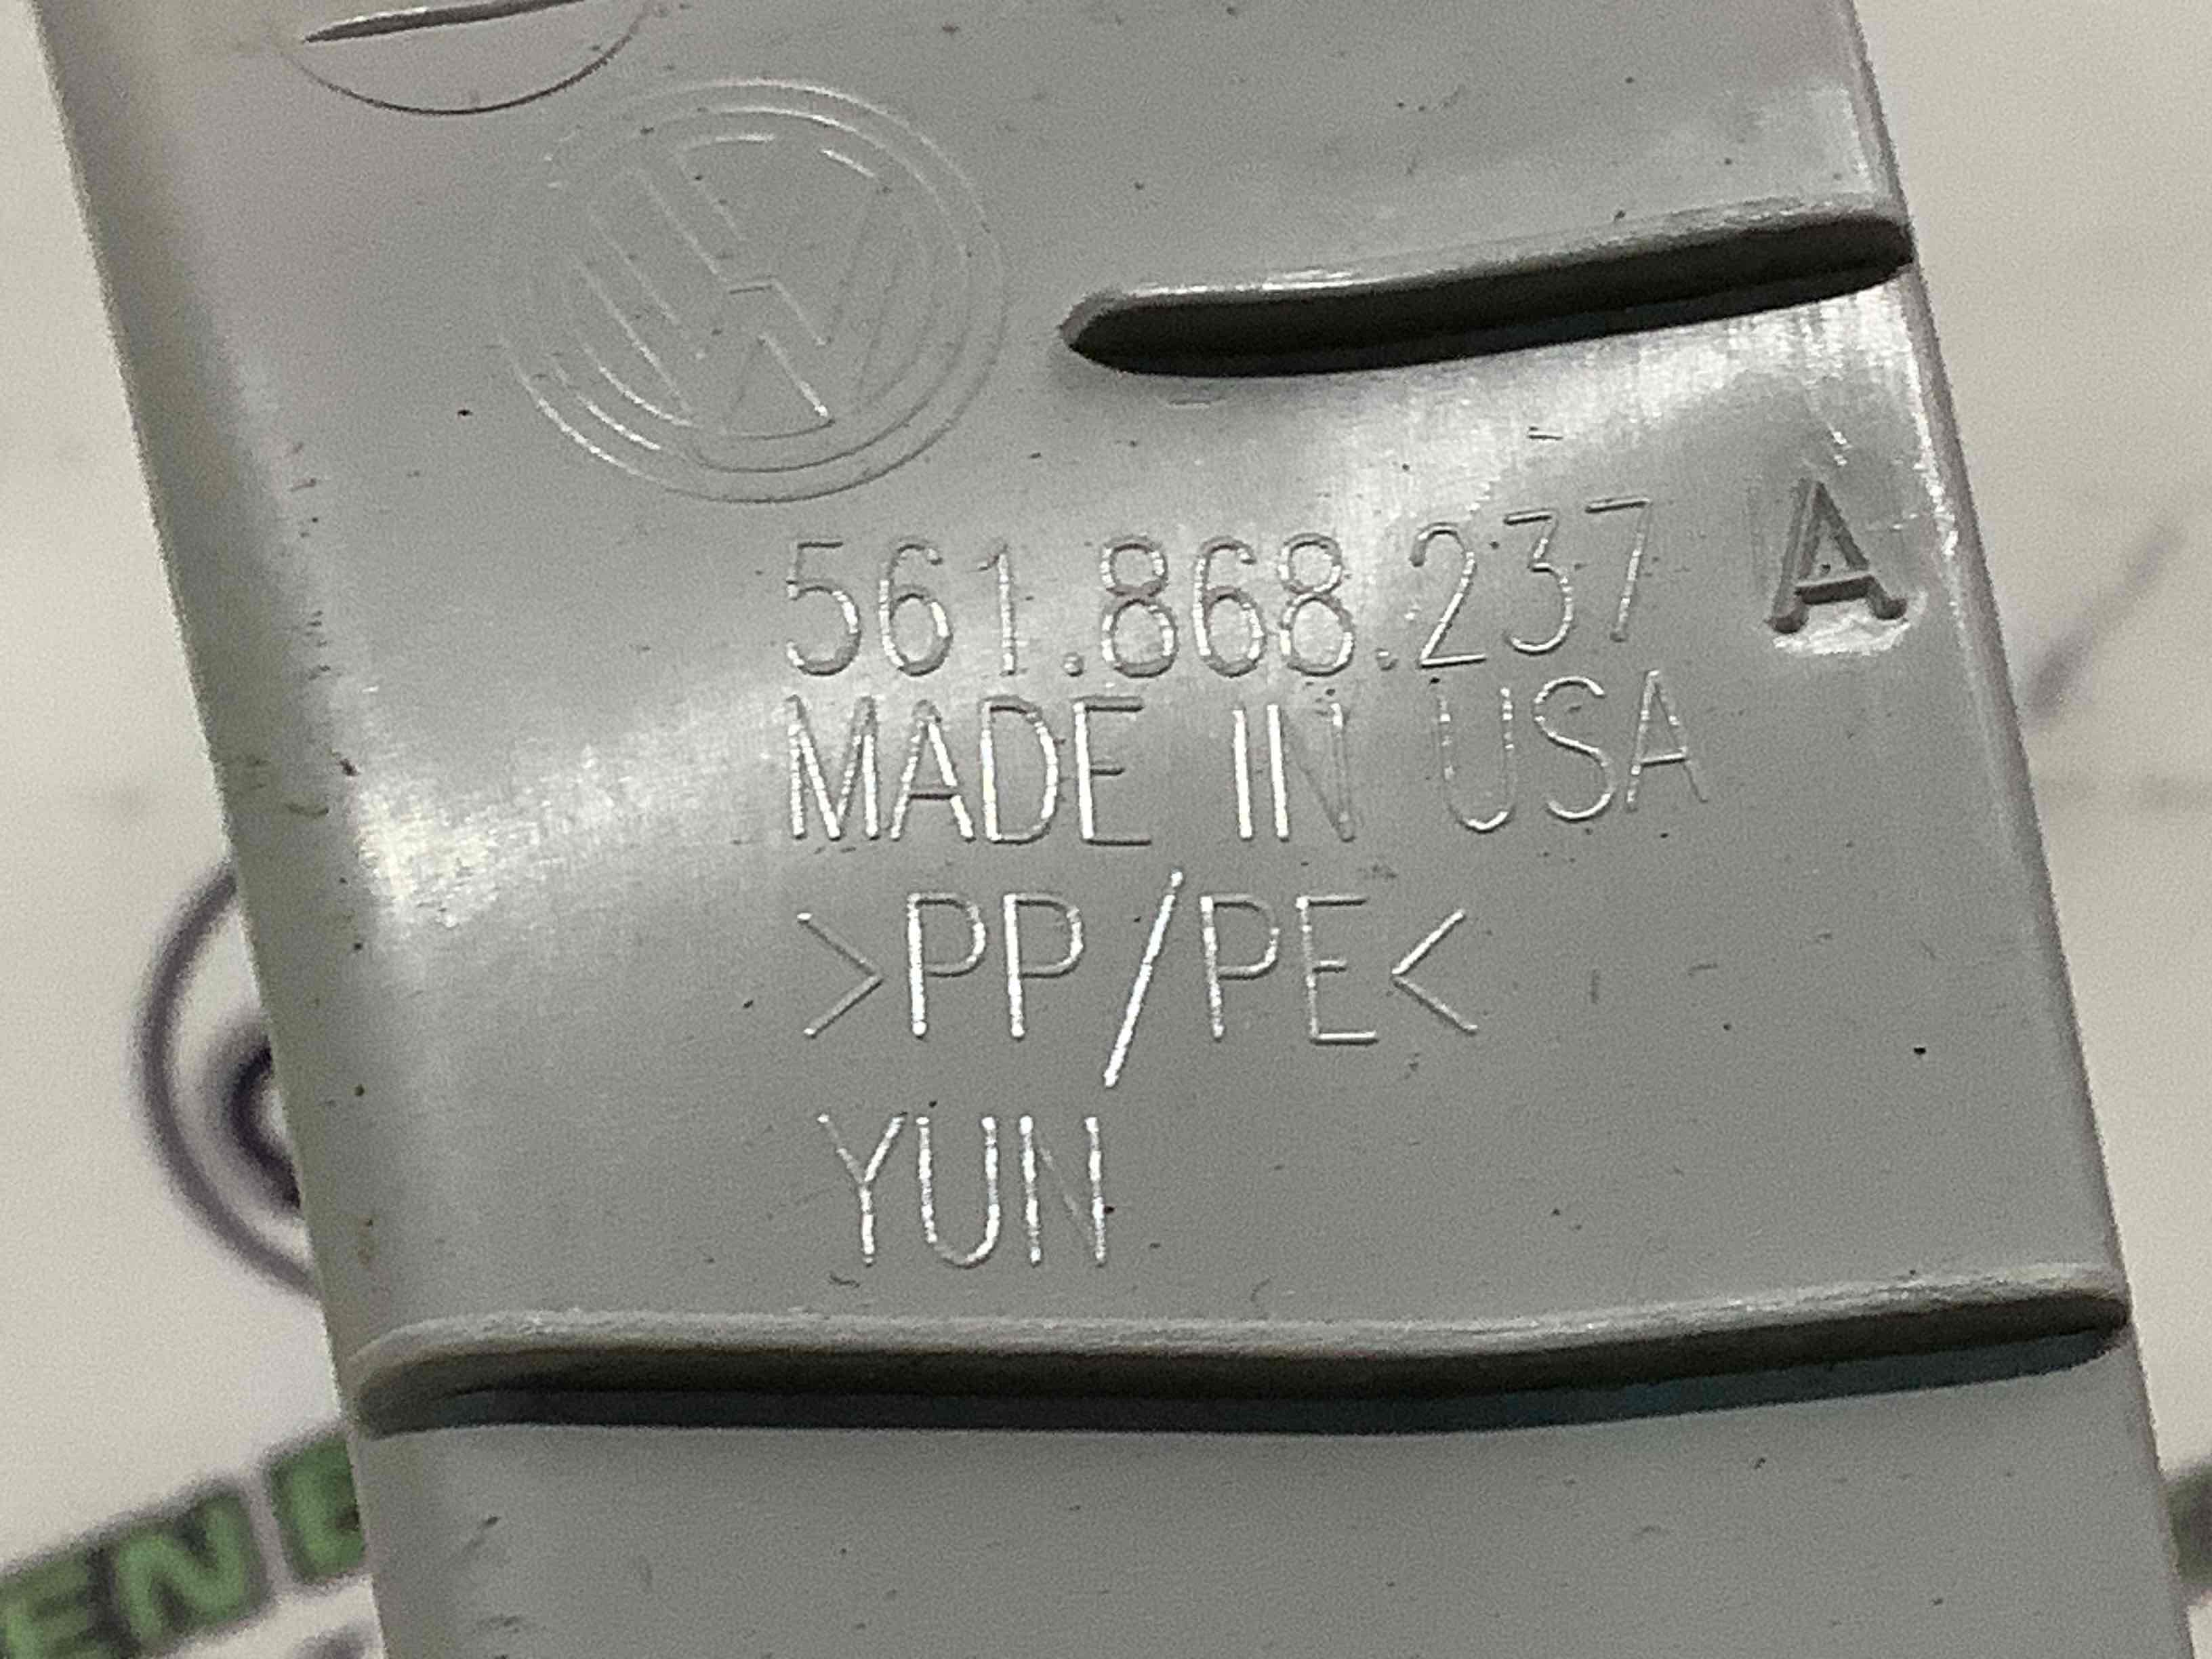 561.868.237 A
MADE IN USA
>PP/PE<
YUN